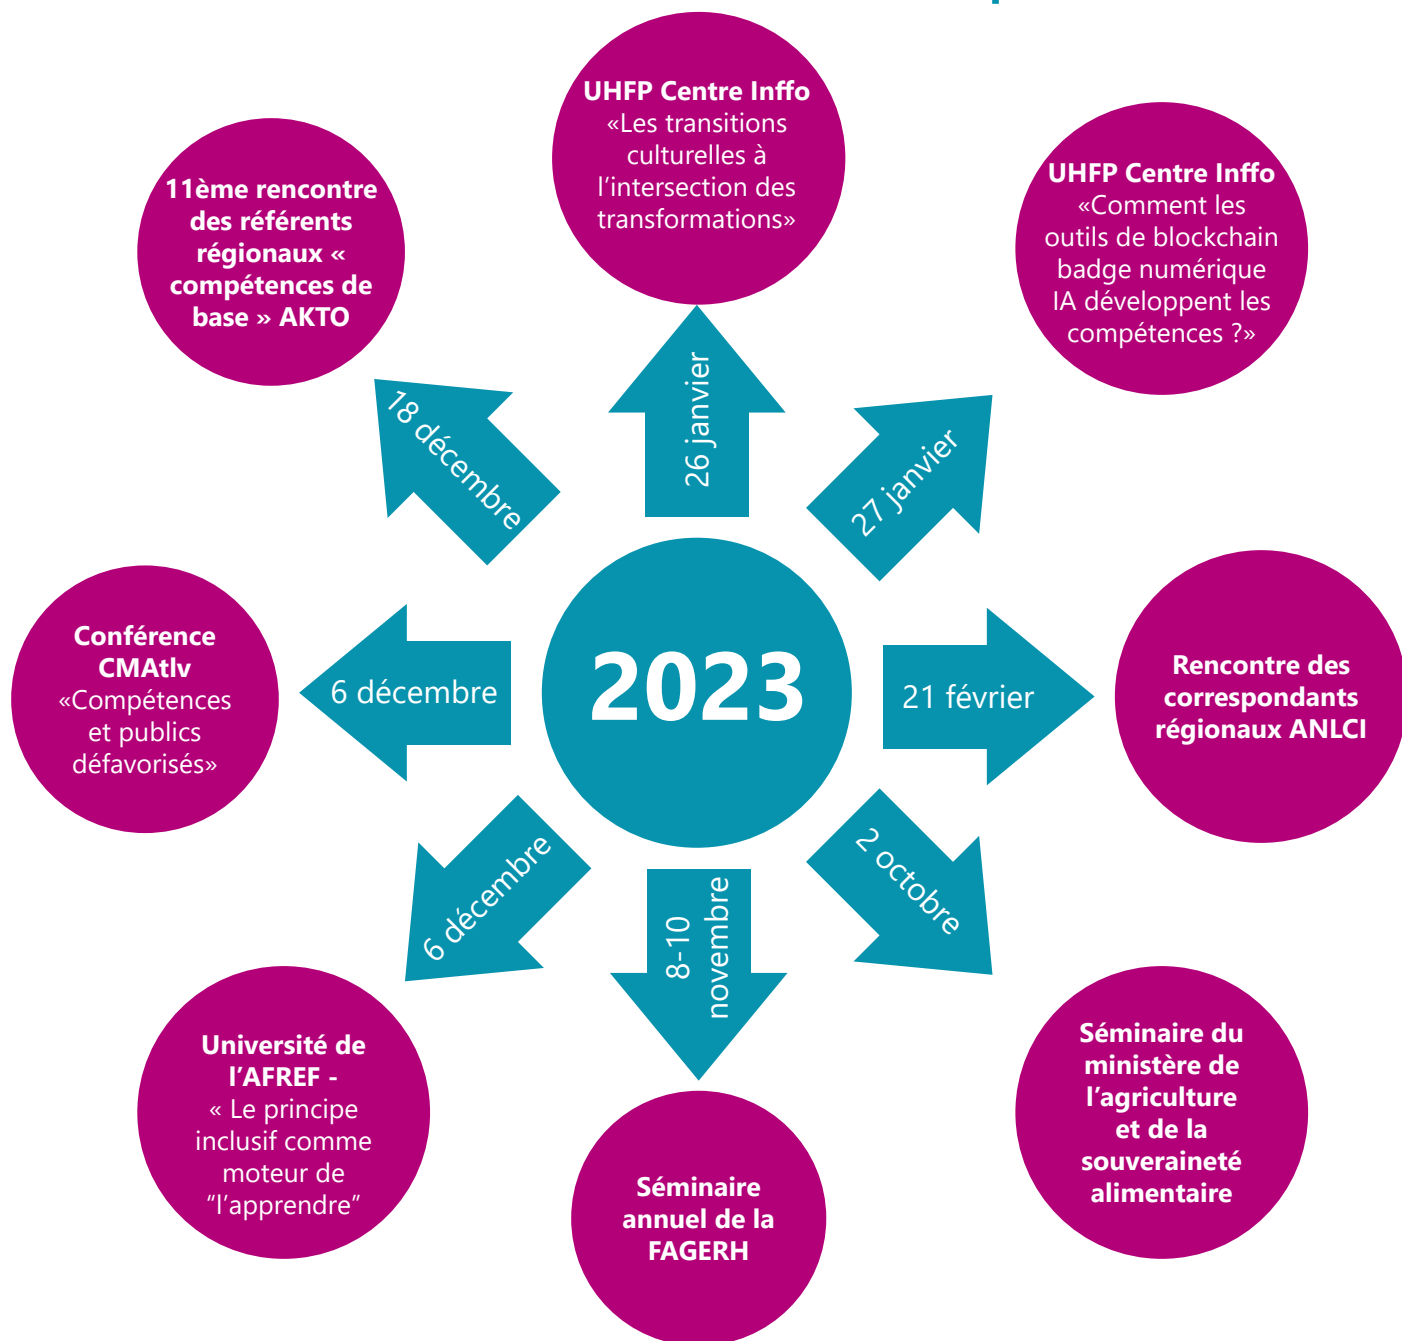 UHFP Centre Inffo
«Les transitions
culturelles à
l'intersection des
transformations»
26 janvier
UHFP Centre Inffo
«Comment les
outils de blockchain
badge numérique
IA développent les
compétences ?»
27 janvier
Rencontre des
correspondants
régionaux ANLCI
21 février
Séminaire du
ministère de
l'agriculture
et de la
souveraineté
alimentaire
2 octobre
Séminaire
annuel de la
FAGERH
8-10
novembre
Université de
l'AFREF -
« Le principe
inclusif comme
moteur de
“l'apprendre”
6 décembre
Conférence
CMAtlv
«Compétences
et publics
défavorisés»
6 décembre
11ème rencontre
des référents
régionaux «
compétences de
base » AKTO
18 décembre
2023